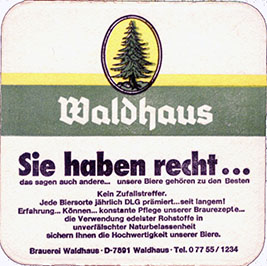 Waldhaus
Sie haben recht...
das sagen auch andere... unsere Biere gehören zu den Besten
Kein Zufallstreffer.
Jede Biersorte jährlich DLG prämiert...seit langem!
Erfahrung... Können... konstante Pflege unserer Braurezepte...
die Verwendung edelster Rohstoffe in
unverfälschter Naturbelassenheit
sichern Ihnen die Hochwertigkeit unserer Biere.
Brauerei Waldhaus · D-7891 Waldhaus · Tel. 0 77 55 / 1234